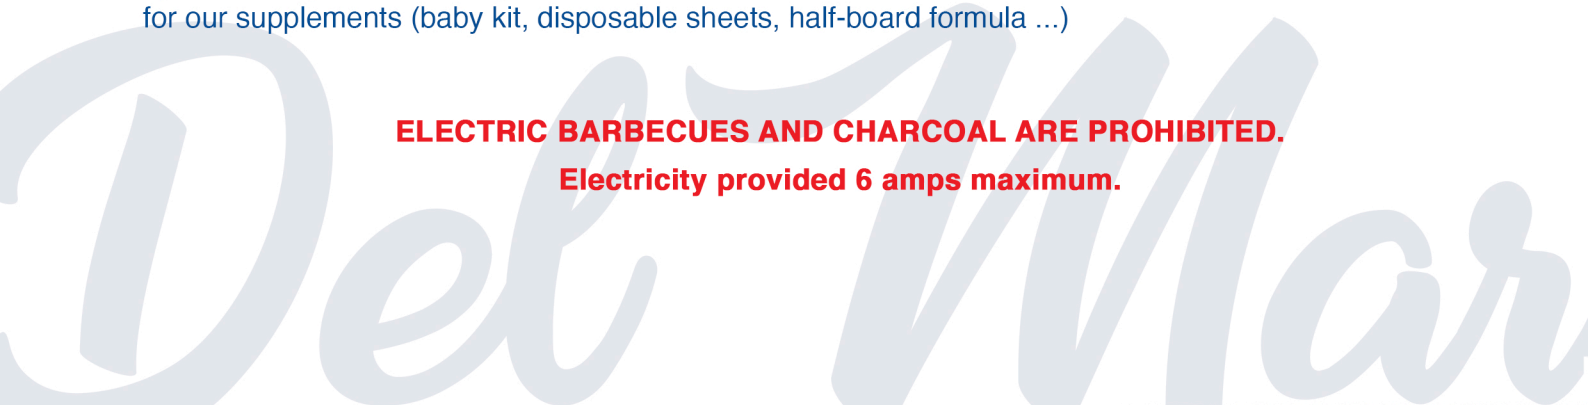 for our supplements (baby kit, disposable sheets, half-board formula ...)
ELECTRIC BARBECUES AND CHARCOAL ARE PROHIBITED.
Electricity provided 6 amps maximum.
Del Mar